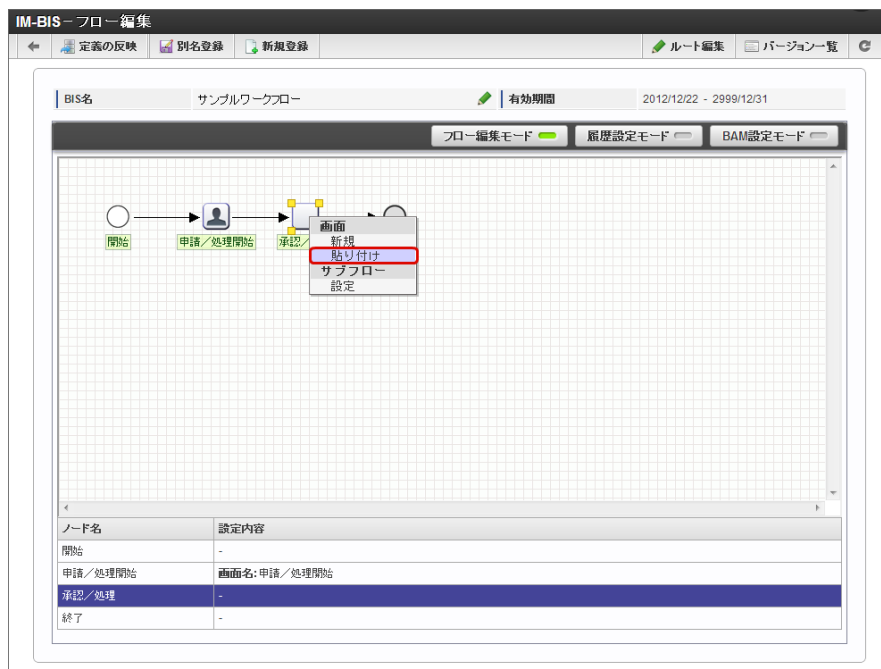 IM-BIS－フロー編集
定義の反映 別名登録 新規登録 ルート編集 バージョン一覧
BIS名 サンプルワークフロー 有効期間 2012/12/22 - 2999/12/31
フロー編集モード 履歴設定モード BAM設定モード
画面
開始 申請／処理開始 承認／ 新規
貼り付け
サブフロー
設定
ノード名 設定内容
開始 -
申請／処理開始 画面名:申請／処理開始
承認／処理 -
終了 -